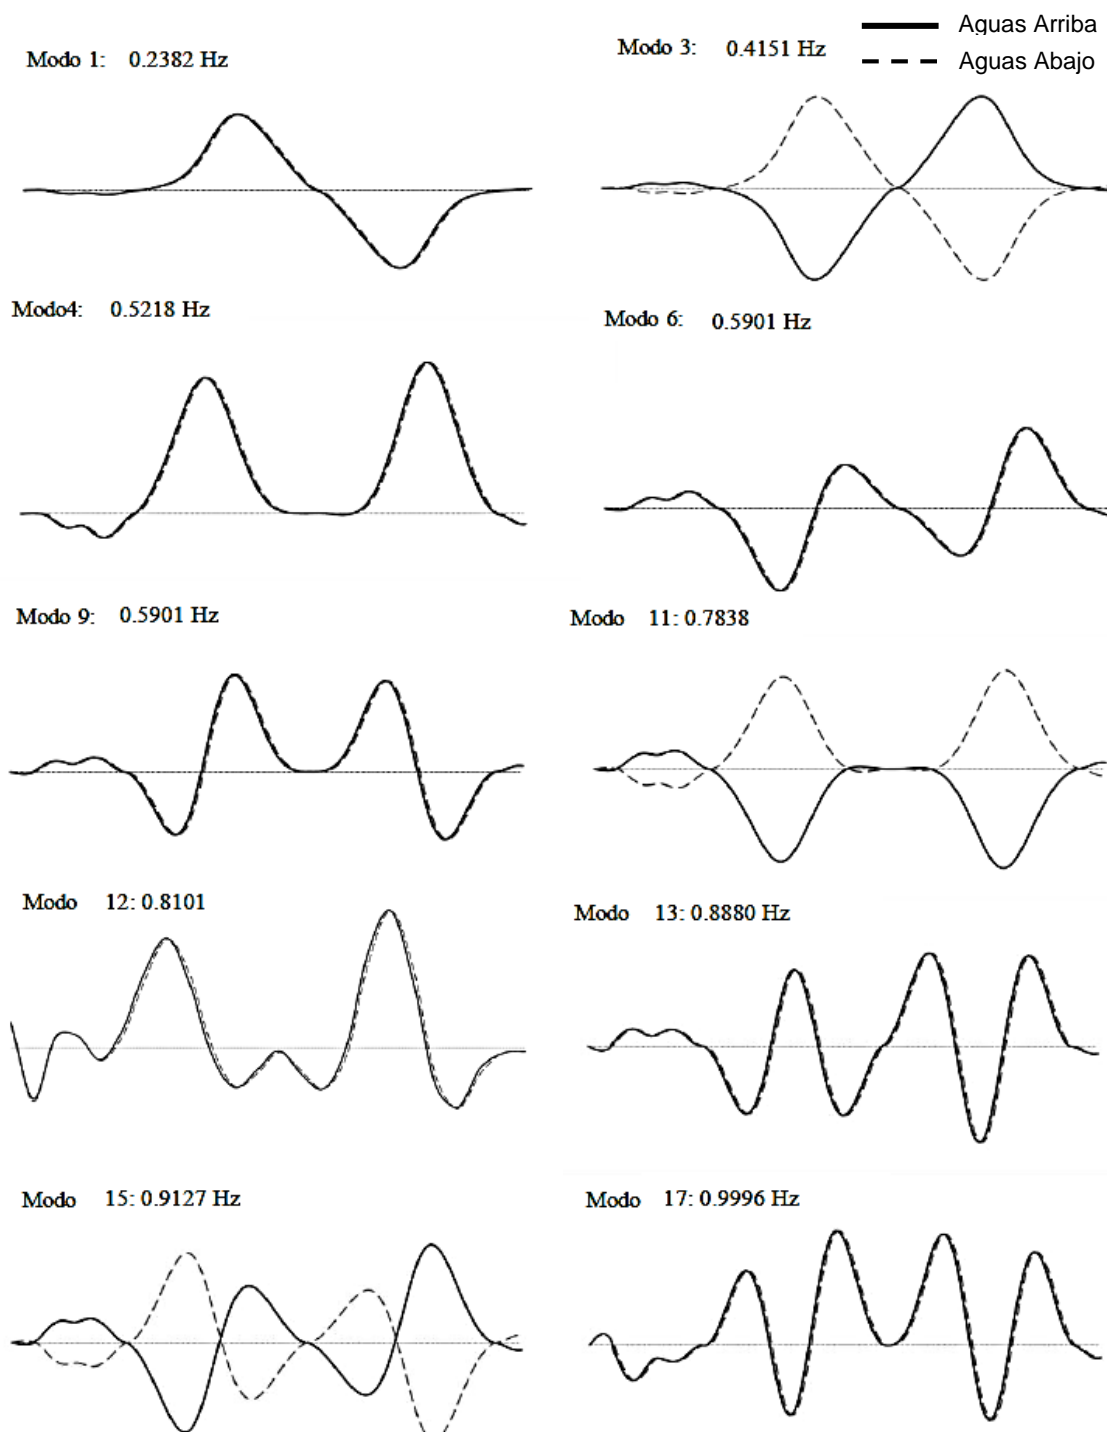 Aguas Arriba
Aguas Abajo
Modo 1: 0.2382 Hz
Modo 3: 0.4151 Hz
Modo4: 0.5218 Hz
Modo 6: 0.5901 Hz
Modo 9: 0.5901 Hz
Modo 11: 0.7838
Modo 12: 0.8101
Modo 13: 0.8880 Hz
Modo 15: 0.9127 Hz
Modo 17: 0.9996 Hz